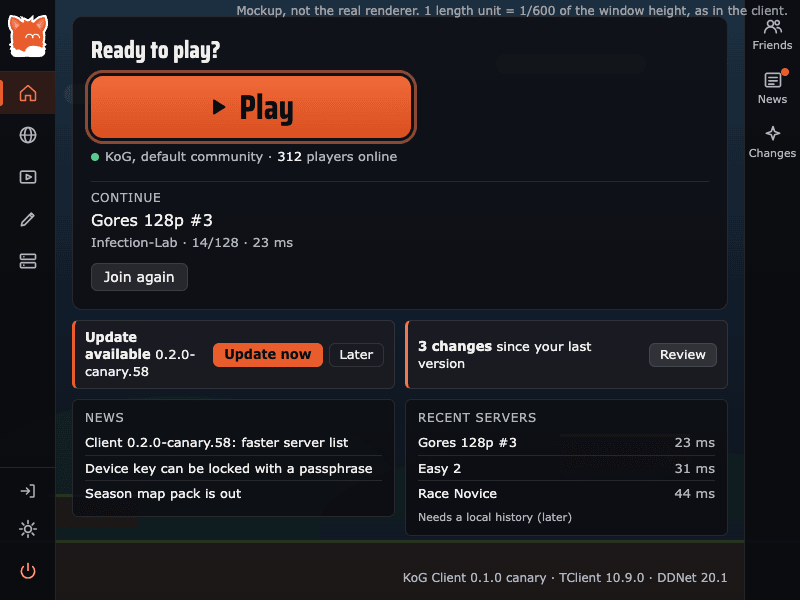 Mockup, not the real renderer. 1 length unit = 1/600 of the window height, as in the client.
Ready to play?
Play
KoG, default community · 312 players online
CONTINUE
Gores 128p #3
Infection-Lab · 14/128 · 23 ms
Join again
Update available 0.2.0-canary.58
Update now
Later
3 changes since your last version
Review
NEWS
Client 0.2.0-canary.58: faster server list
Device key can be locked with a passphrase
Season map pack is out
RECENT SERVERS
Gores 128p #3 23 ms
Easy 2 31 ms
Race Novice 44 ms
Needs a local history (later)
Friends
News
Changes
KoG Client 0.1.0 canary · TClient 10.9.0 · DDNet 20.1